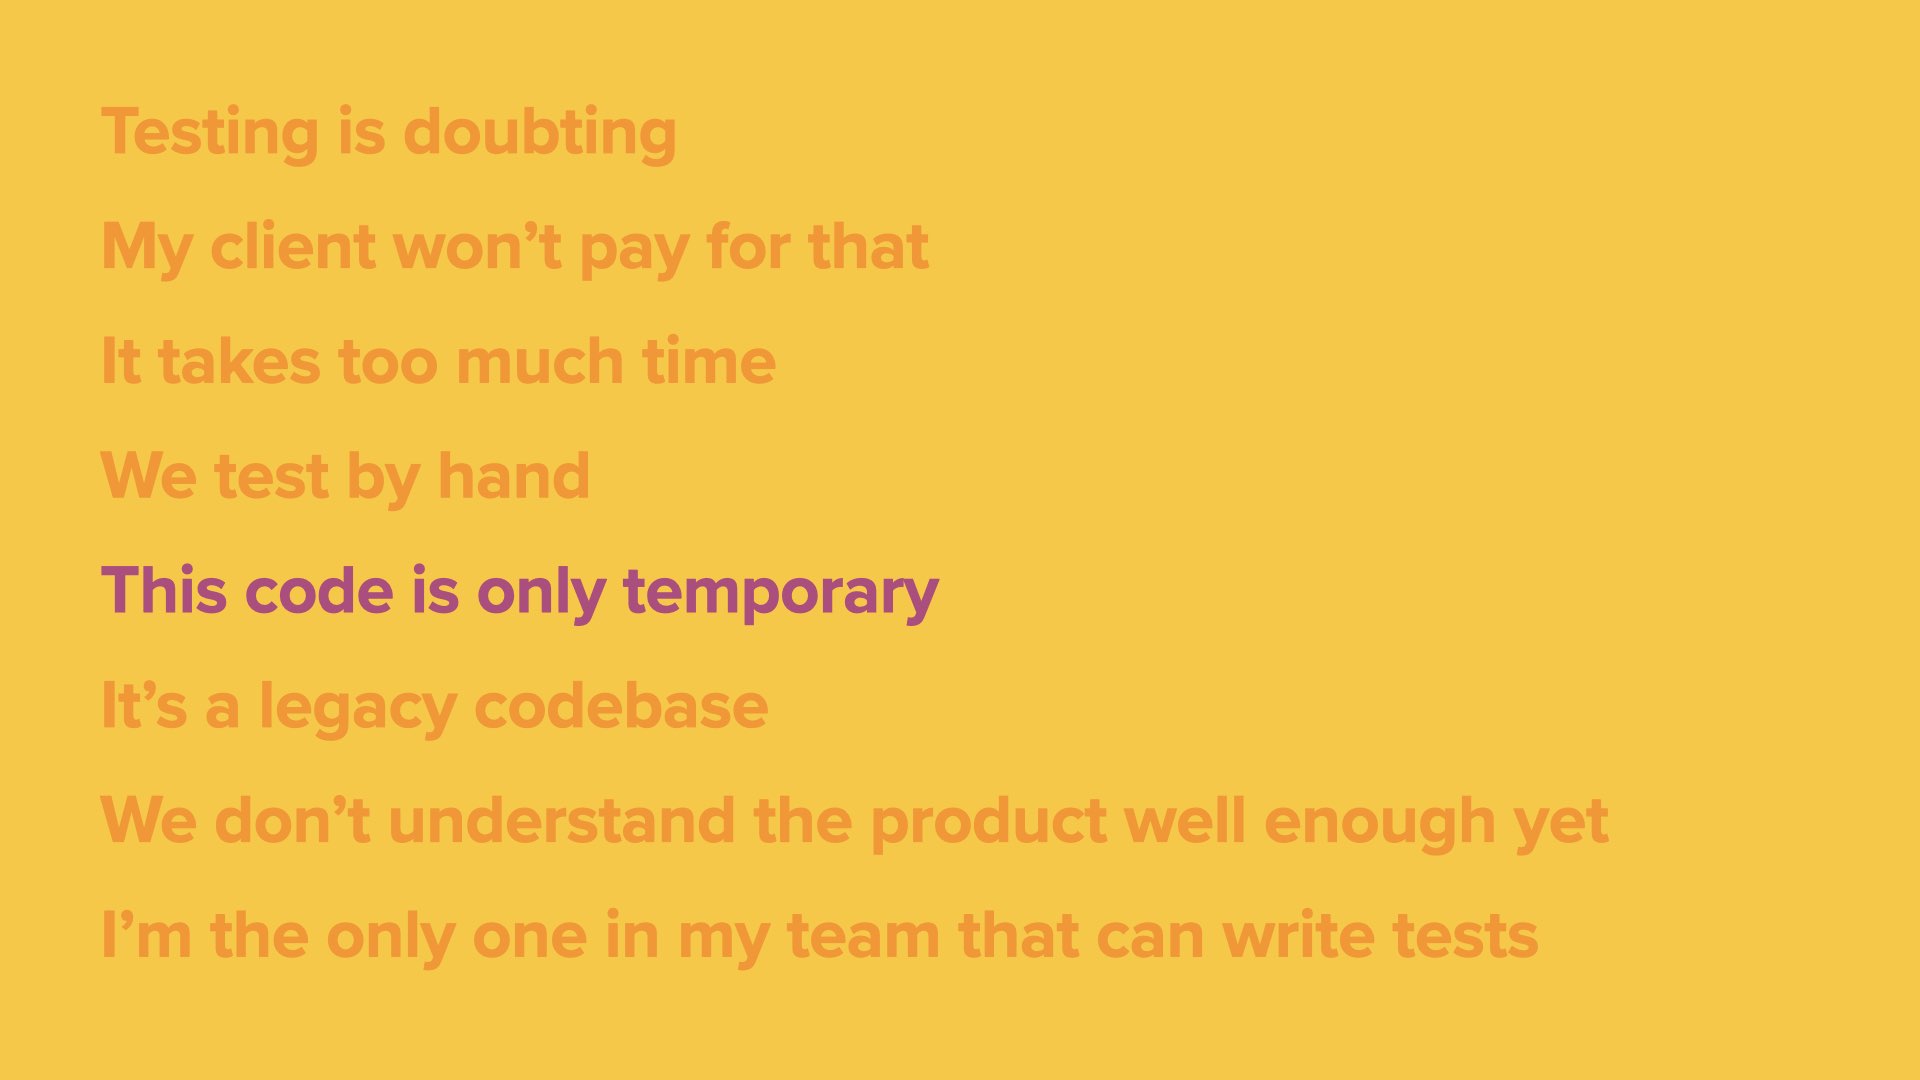 Testing is doubting
My client won’t pay for that
It takes too much time
We test by hand
This code is only temporary
It’s a legacy codebase
We don’t understand the product well enough yet
I’m the only one in my team that can write tests